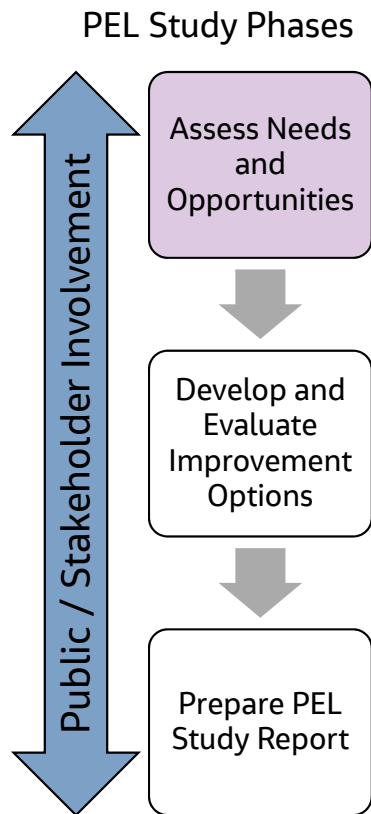 PEL Study Phases
Public / Stakeholder Involvement
Assess Needs
and
Opportunities
Develop and
Evaluate
Improvement
Options
Prepare PEL
Study Report